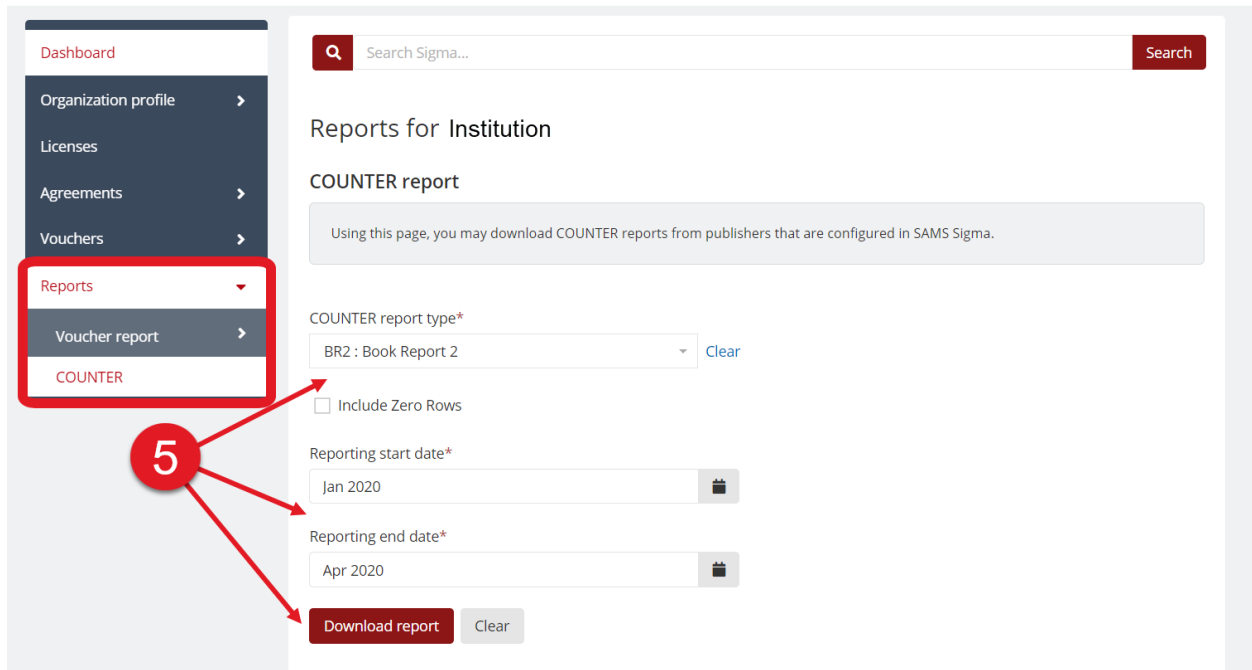 Dashboard
Organization profile
Licenses
Agreements
Vouchers
Reports
Voucher report
COUNTER
5
Search Sigma...
Search
Reports for Institution
COUNTER report
Using this page, you may download COUNTER reports from publishers that are configured in SAMS Sigma.
COUNTER report type*
BR2 : Book Report 2
Clear
Include Zero Rows
Reporting start date*
Jan 2020
Reporting end date*
Apr 2020
Download report
Clear